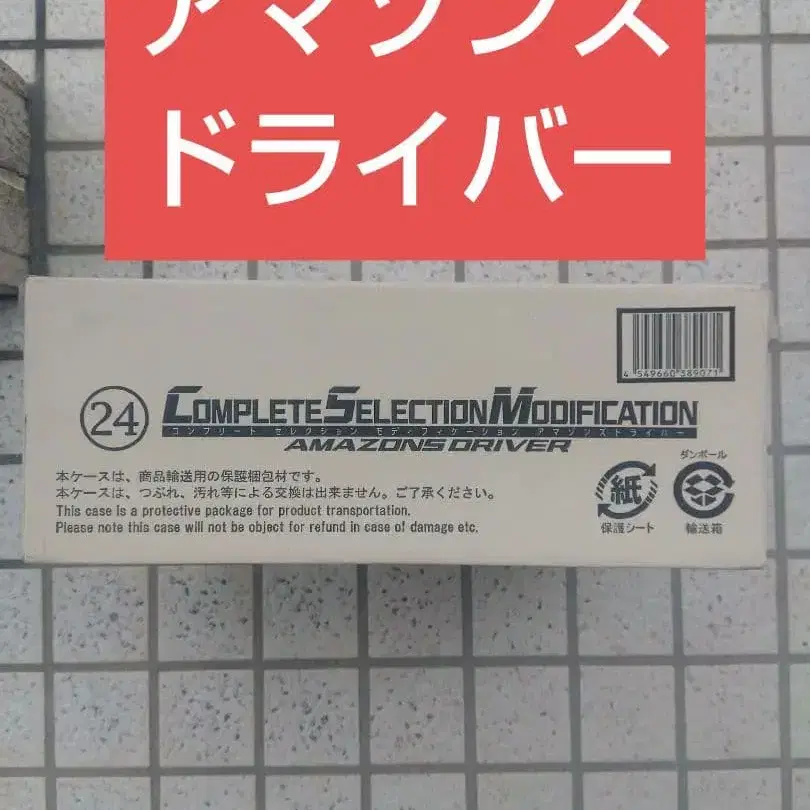 アマゾンズ
ドライバー
4 549660 389071
24 COMPLETE SELECTION MODIFICATION
コンプリート セレクション モディフィケーション アマゾンズドライバー
AMAZONS DRIVER
本ケースは、商品輸送用の保護梱包材です。
本ケースは、つぶれ、汚れ等による交換は出来ません。ご了承ください。
This case is a protective package for product transportation.
Please note this case will not be object for refund in case of damage etc.
紙
保護シート
ダンボール
輸送箱